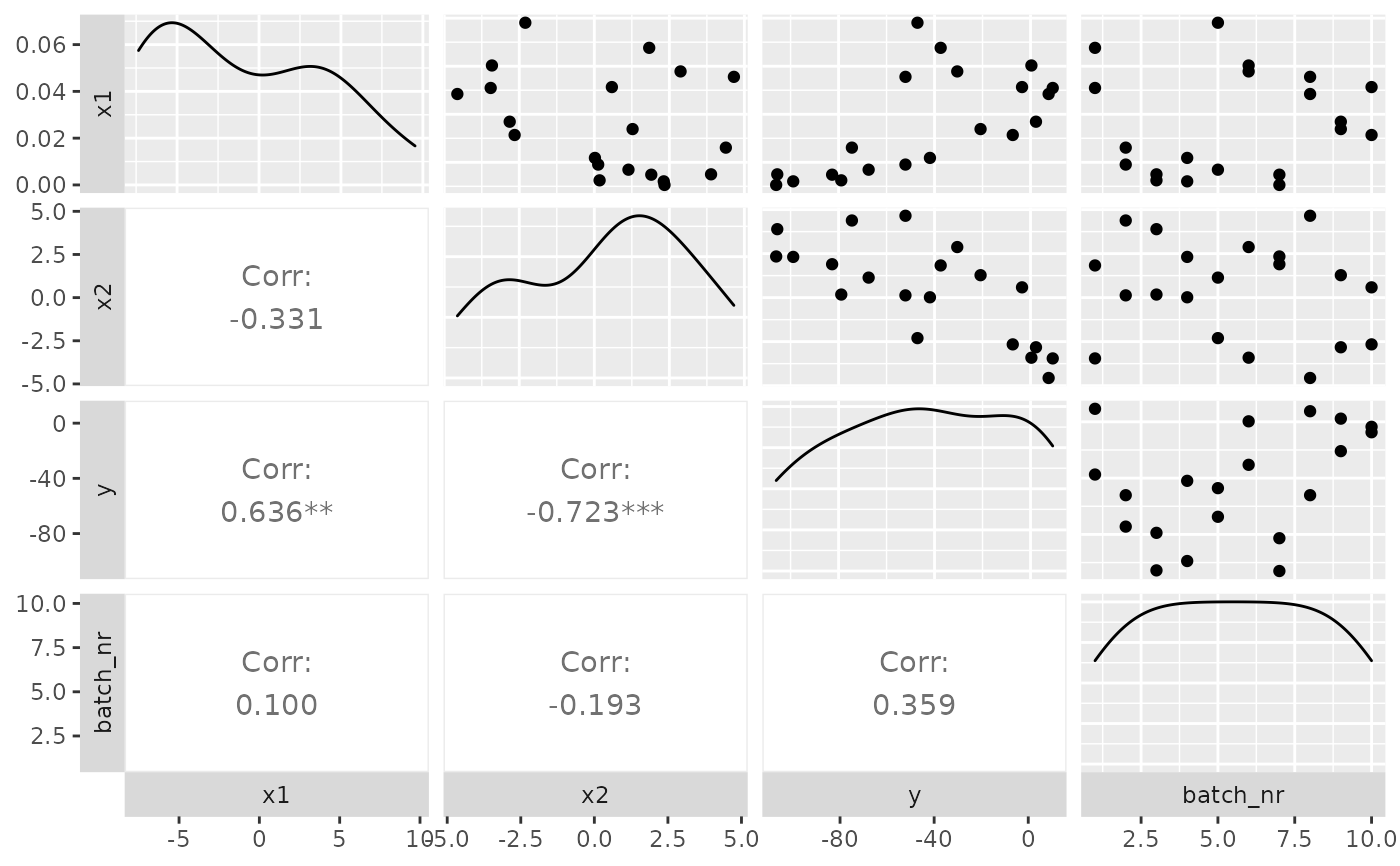 0.06
0.04
0.02
0.00
x1
5.0
2.5
0.0
-2.5
-5.0
x2
Corr:
-0.331
0
-40
-80
y
Corr:
0.636**
Corr:
-0.723***
10.0
7.5
5.0
2.5
batch_nr
Corr:
0.100
Corr:
-0.193
Corr:
0.359
x1
x2
y
batch_nr
-5 0 5 10
-5.0 -2.5 0.0 2.5 5.0
-80 -40 0
2.5 5.0 7.5 10.0